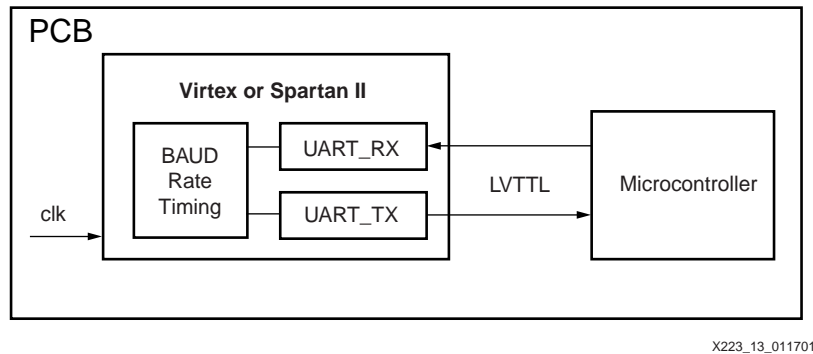 PCB
Virtex or Spartan II
BAUD
Rate
Timing
UART_RX
UART_TX
LVTTL
Microcontroller
clk
X223_13_011701